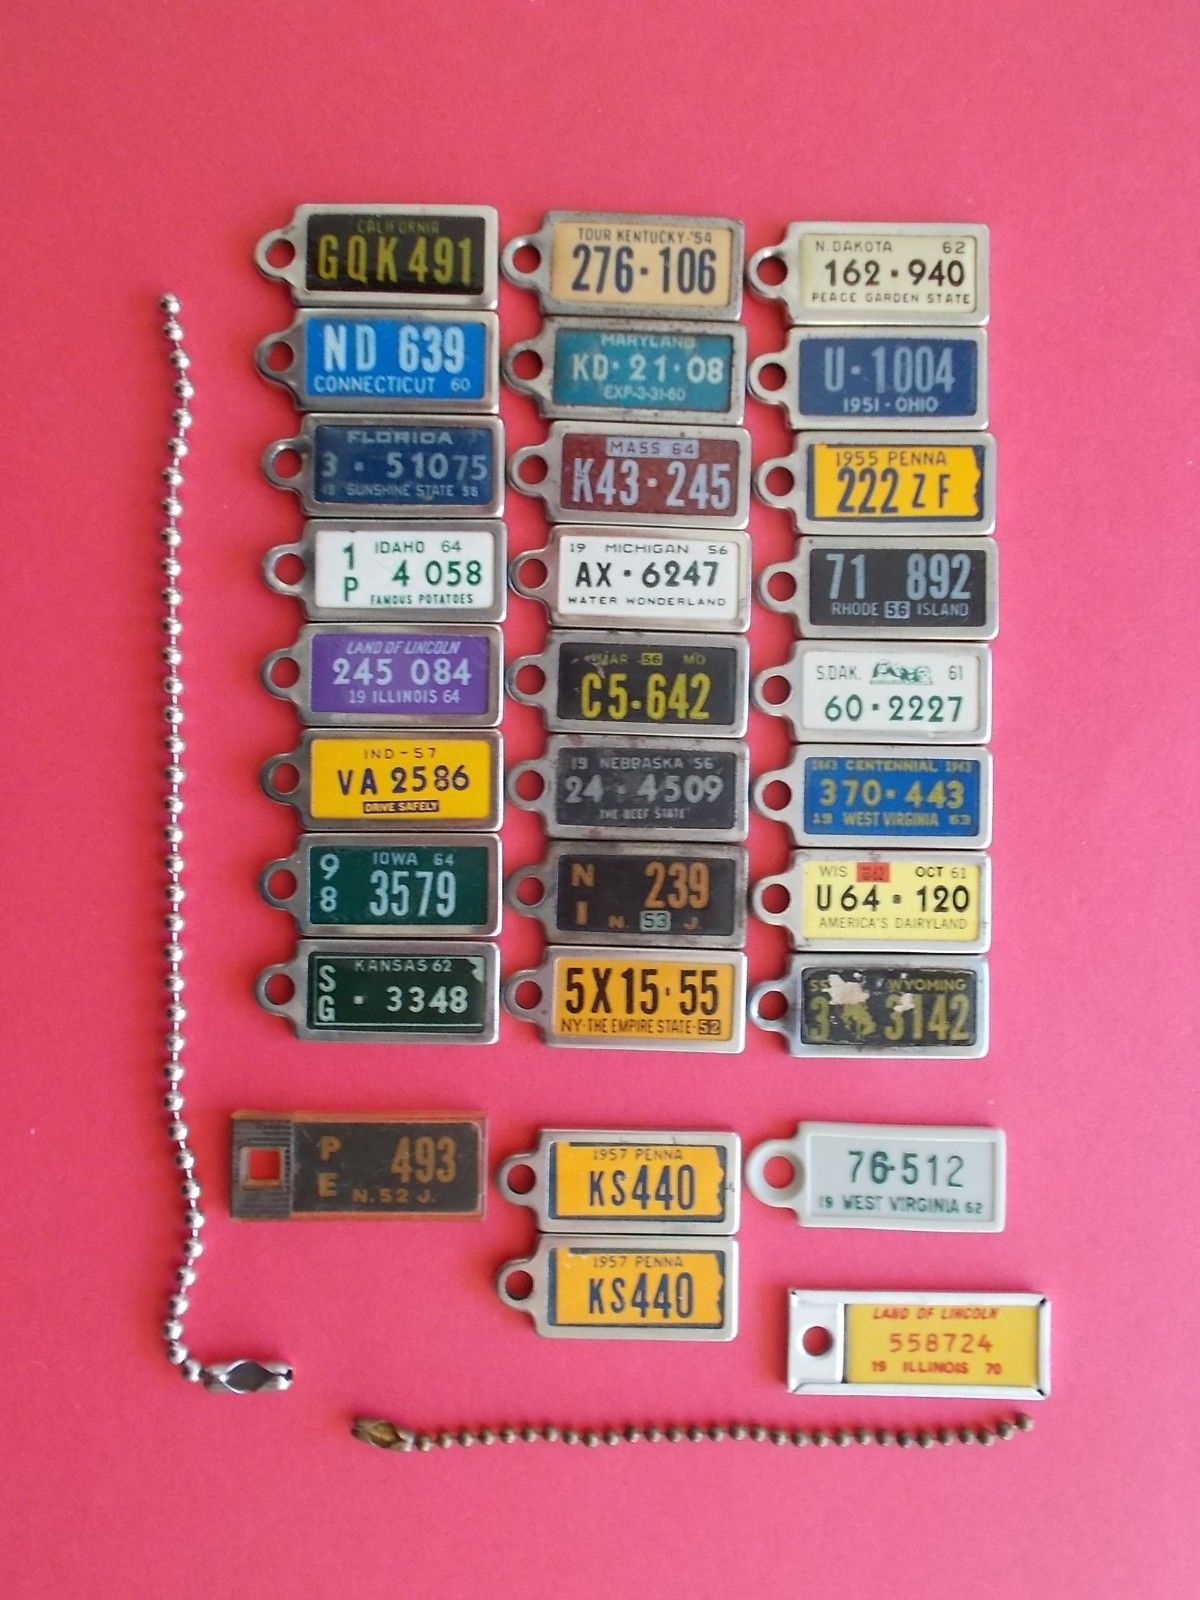 CALIFORNIA
GQK491
ND 639
CONNECTICUT 60
FLORIDA
3 · 51075
19 SUNSHINE STATE 56
1P IDAHO 64
4 058
FAMOUS POTATOES
LAND OF LINCOLN
245 084
19 ILLINOIS 64
IND-57
VA 2586
DRIVE SAFELY
98 IOWA 64
3579
SG KANSAS 62
· 3348
TOUR KENTUCKY-'54
276·106
MARYLAND
KD·21·08
EXP-3-31-60
MASS 64
K43·245
19 MICHIGAN 56
AX·6247
WATER WONDERLAND
MAR 56 MO
C5·642
19 NEBRASKA 56
24·4509
"THE BEEF STATE"
NI 239
N. 53 J.
5X15·55
NY·THE EMPIRE STATE·52
N.DAKOTA 62
162·940
PEACE GARDEN STATE
U·1004
1951·OHIO
1955 PENNA
222ZF
71 892
RHODE 56 ISLAND
S.DAK. 61
60·2227
1863 CENTENNIAL 1963
370·443
19 WEST VIRGINIA 63
WIS OCT 61
U64·120
AMERICA'S DAIRYLAND
WYOMING
3 3142
PE 493
N.52 J.
1957 PENNA
KS440
1957 PENNA
KS440
76-512
19 WEST VIRGINIA 62
LAND OF LINCOLN
558724
19 ILLINOIS 70